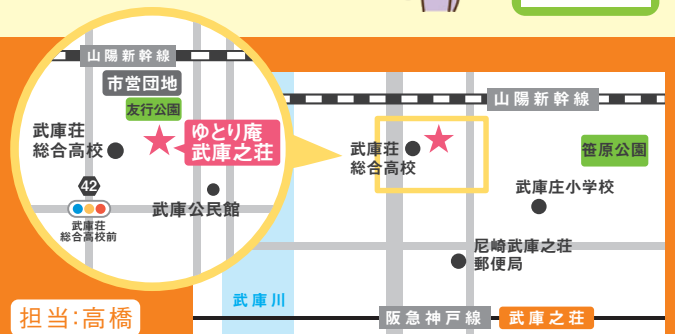 山陽新幹線
市営団地
友行公園
武庫荘
総合高校
ゆとり庵
武庫之荘
42
武庫荘
総合高校前
武庫公民館
山陽新幹線
武庫荘
総合高校
笹原公園
武庫庄小学校
尼崎武庫之荘
郵便局
武庫川
阪急神戸線
武庫之荘
担当:高橋